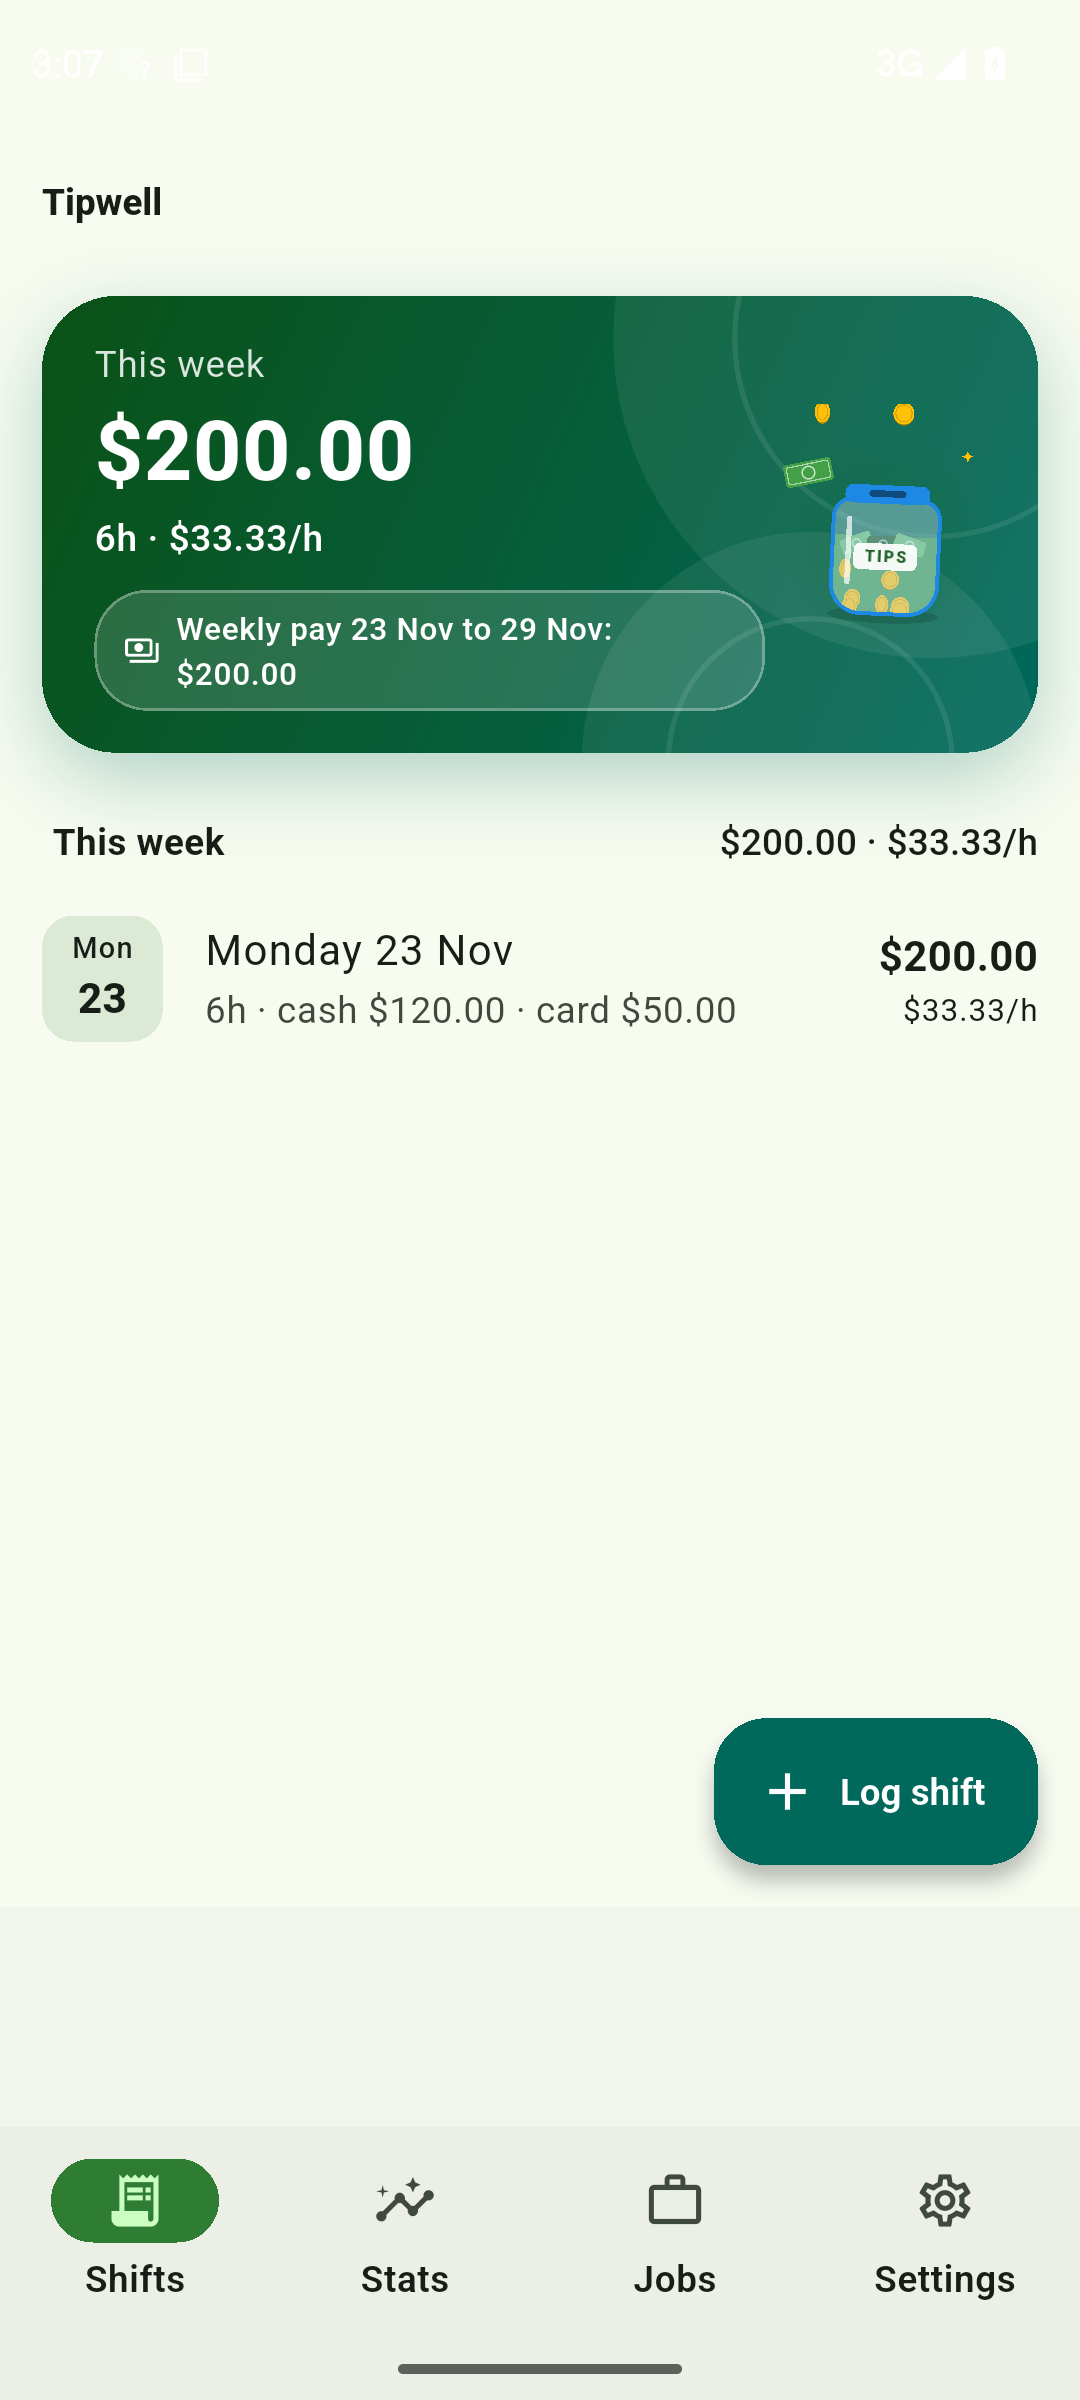 3:07
3G
Tipwell
This week
$200.00
6h · $33.33/h
TIPS
Weekly pay 23 Nov to 29 Nov:
$200.00
This week
$200.00 · $33.33/h
Mon
23
Monday 23 Nov
6h · cash $120.00 · card $50.00
$200.00
$33.33/h
Log shift
Shifts
Stats
Jobs
Settings